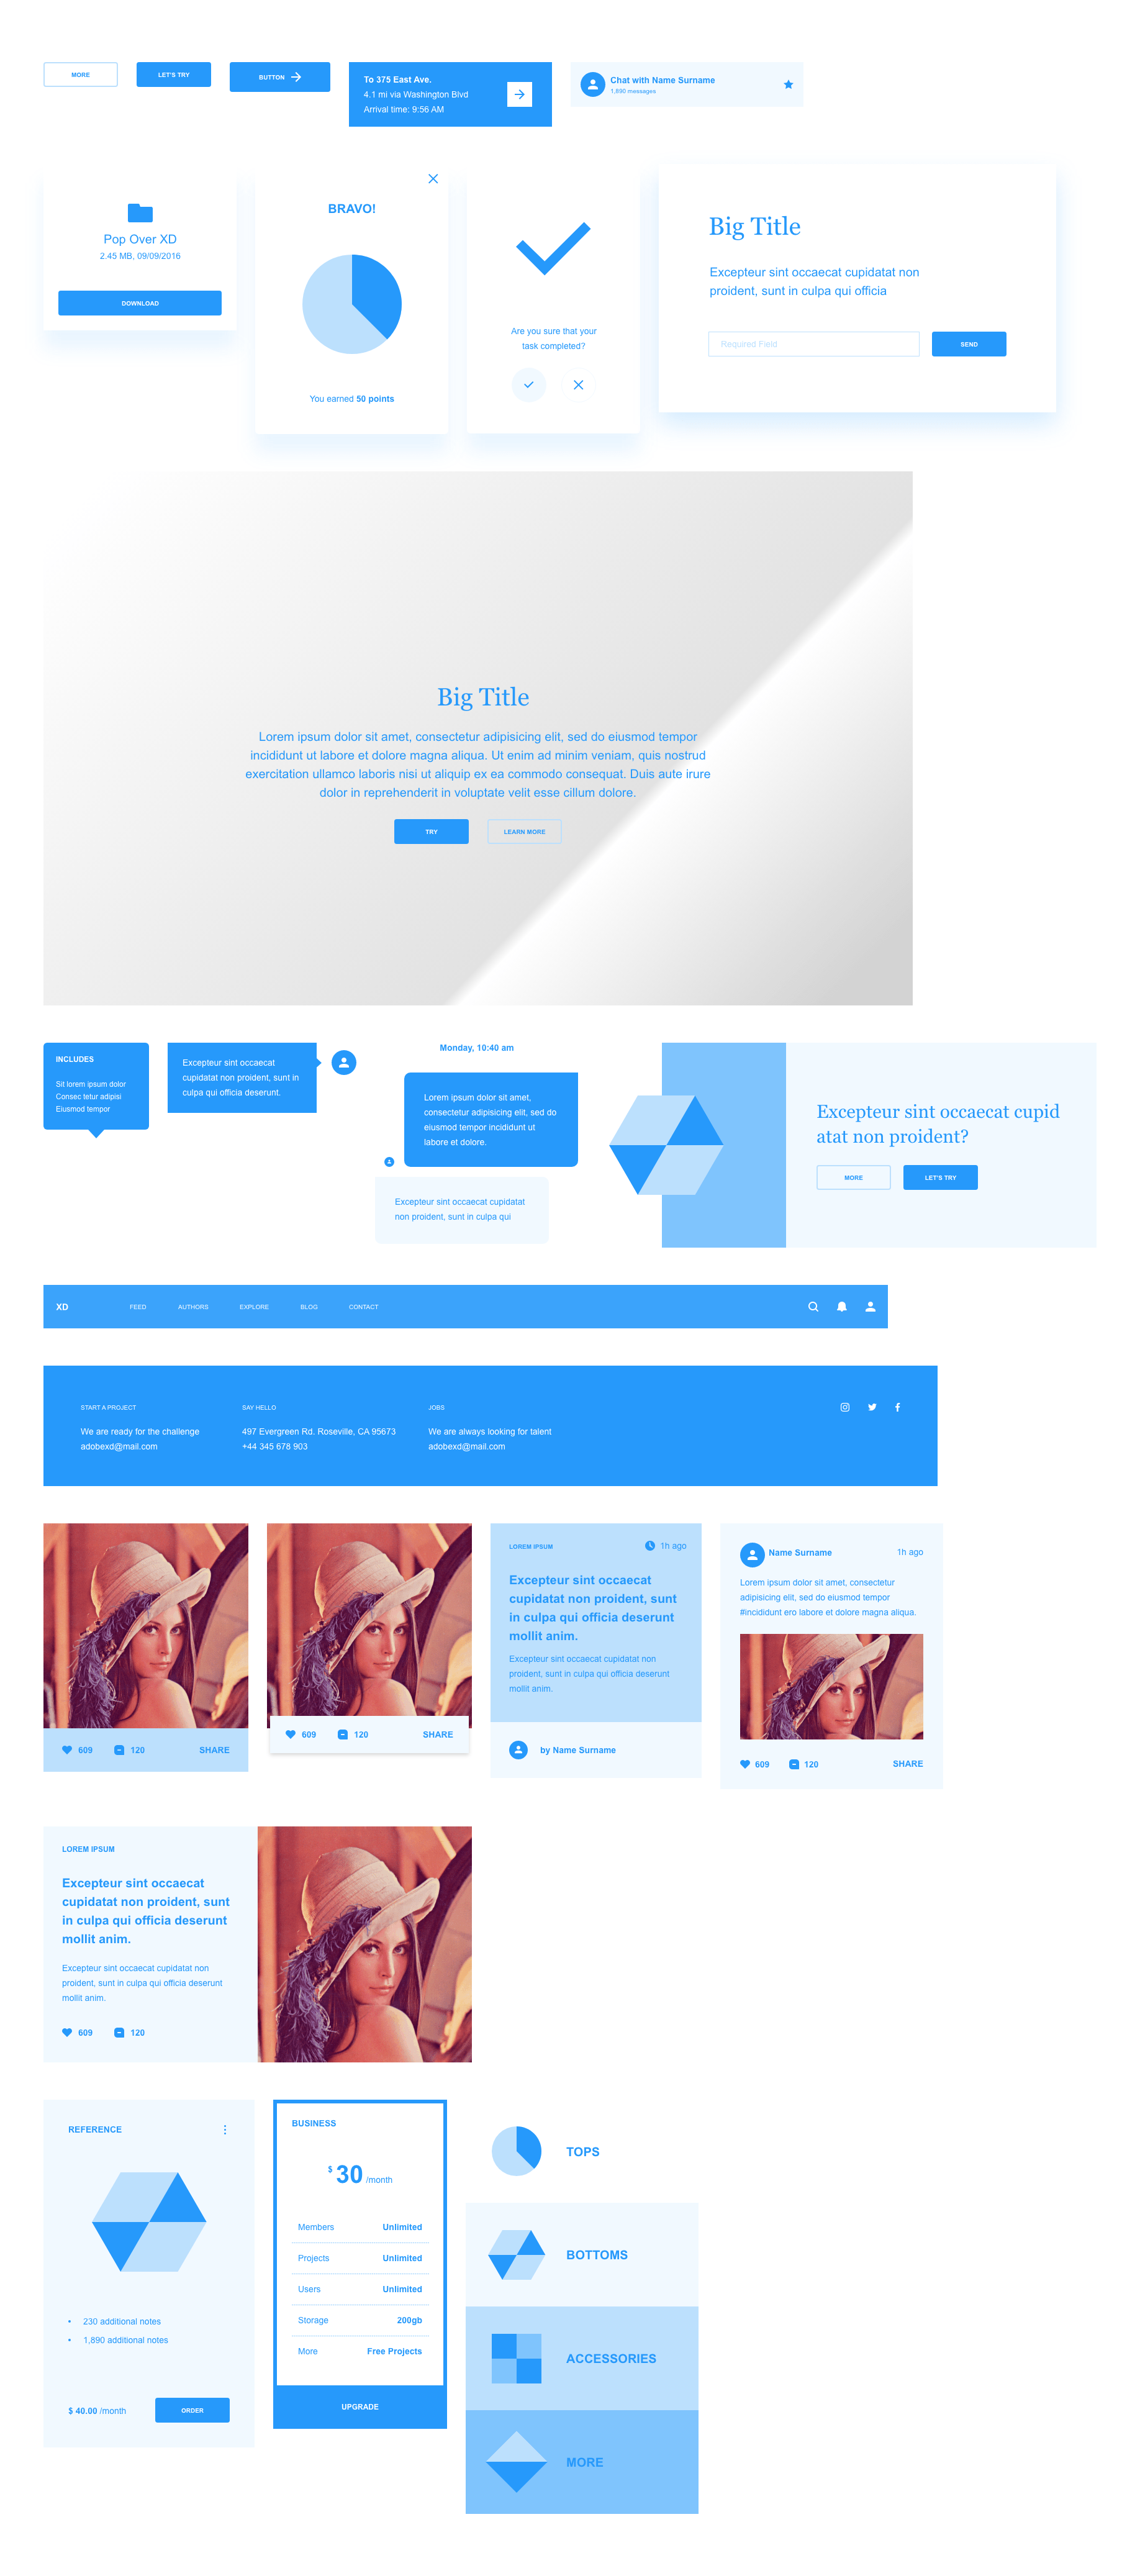 MORE
LET'S TRY
BUTTON
To 375 East Ave.
4.1 mi via Washington Blvd
Arrival time: 9:56 AM
Chat with Name Surname
1,890 messages
Pop Over XD
2.45 MB, 09/09/2016
DOWNLOAD
BRAVO!
You earned 50 points
Are you sure that your
task completed?
Big Title
Excepteur sint occaecat cupidatat non
proident, sunt in culpa qui officia
Required Field
SEND
Big Title
Lorem ipsum dolor sit amet, consectetur adipisicing elit, sed do eiusmod tempor
incididunt ut labore et dolore magna aliqua. Ut enim ad minim veniam, quis nostrud
exercitation ullamco laboris nisi ut aliquip ex ea commodo consequat. Duis aute irure
dolor in reprehenderit in voluptate velit esse cillum dolore.
TRY
LEARN MORE
INCLUDES
Sit lorem ipsum dolor
Consec tetur adipisi
Eiusmod tempor
Excepteur sint occaecat
cupidatat non proident, sunt in
culpa qui officia deserunt.
Monday, 10:40 am
Lorem ipsum dolor sit amet,
consectetur adipisicing elit, sed do
eiusmod tempor incididunt ut
labore et dolore.
Excepteur sint occaecat cupidatat
non proident, sunt in culpa qui
Excepteur sint occaecat cupid
atat non proident?
MORE
LET'S TRY
XD
FEED
AUTHORS
EXPLORE
BLOG
CONTACT
START A PROJECT
We are ready for the challenge
adobexd@mail.com
SAY HELLO
497 Evergreen Rd. Roseville, CA 95673
+44 345 678 903
JOBS
We are always looking for talent
adobexd@mail.com
609
120
SHARE
609
120
SHARE
LOREM IPSUM
1h ago
Excepteur sint occaecat
cupidatat non proident, sunt
in culpa qui officia deserunt
mollit anim.
Excepteur sint occaecat cupidatat non
proident, sunt in culpa qui officia deserunt
mollit anim.
by Name Surname
Name Surname
1h ago
Lorem ipsum dolor sit amet, consectetur
adipisicing elit, sed do eiusmod tempor
#incididunt ero labore et dolore magna aliqua.
609
120
SHARE
LOREM IPSUM
Excepteur sint occaecat
cupidatat non proident, sunt
in culpa qui officia deserunt
mollit anim.
Excepteur sint occaecat cupidatat non
proident, sunt in culpa qui officia deserunt
mollit anim.
609
120
REFERENCE
• 230 additional notes
• 1,890 additional notes
$ 40.00 /month
ORDER
BUSINESS
$ 30 /month
Members Unlimited
Projects Unlimited
Users Unlimited
Storage 200gb
More Free Projects
UPGRADE
TOPS
BOTTOMS
ACCESSORIES
MORE